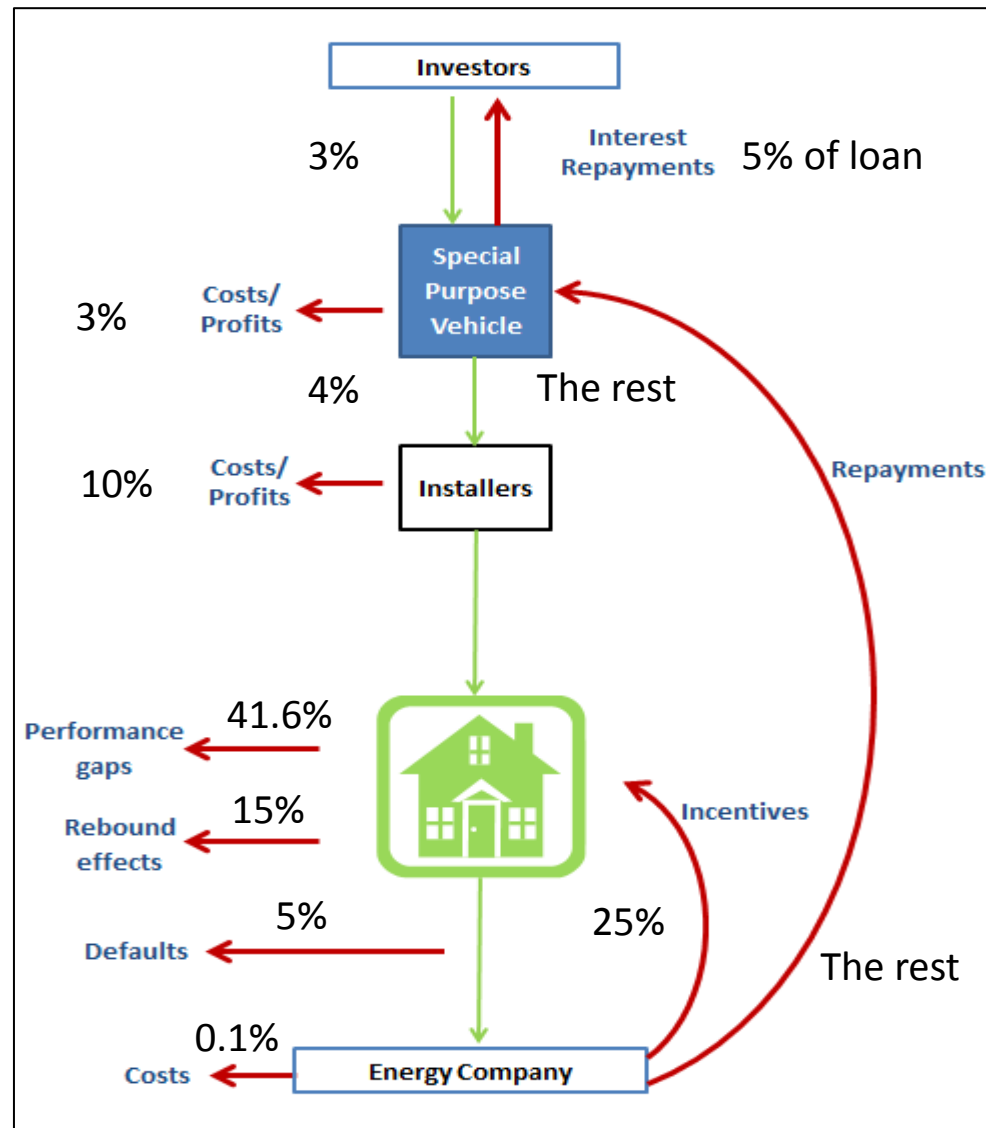 Investors
3%
Interest
Repayments
5% of loan
Special
Purpose
Vehicle
Costs/
Profits
3%
4%
The rest
Costs/
Profits
10%
Installers
Repayments
41.6%
Performance
gaps
15%
Rebound
effects
Incentives
5%
25%
Defaults
The rest
0.1%
Costs
Energy Company